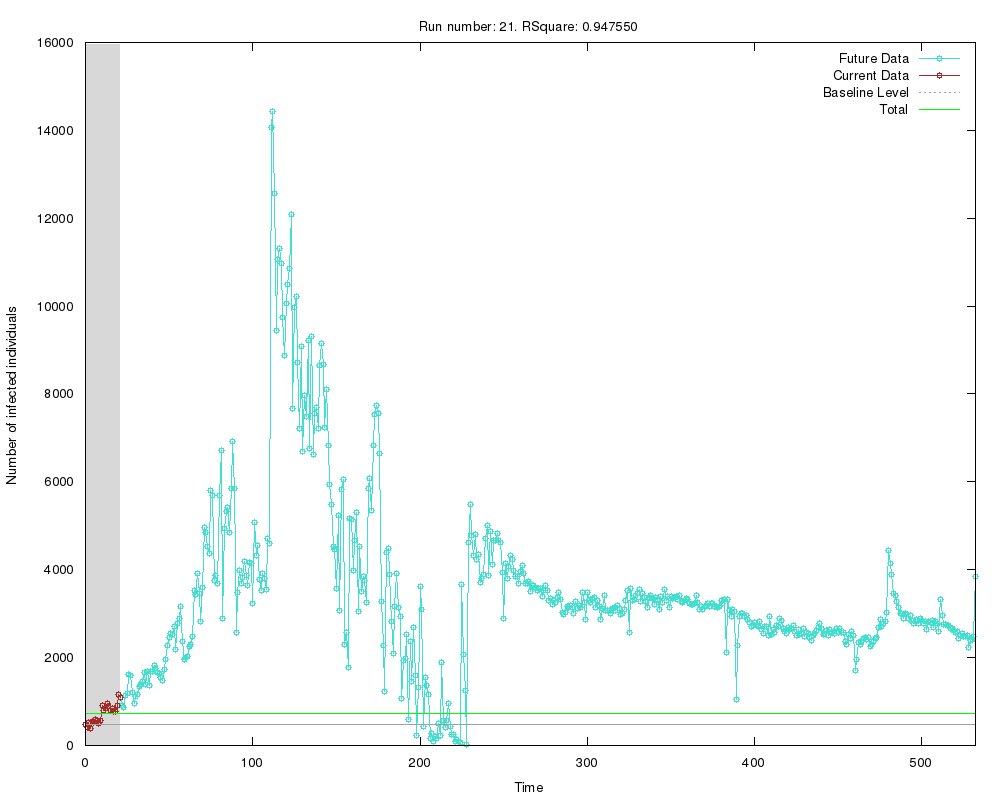 Run number: 21. RSquare: 0.947550
Number of infected individuals
16000
14000
12000
10000
8000
6000
4000
2000
0
Future Data
Current Data
Baseline Level
Total
0 100 200 300 400 500
Time